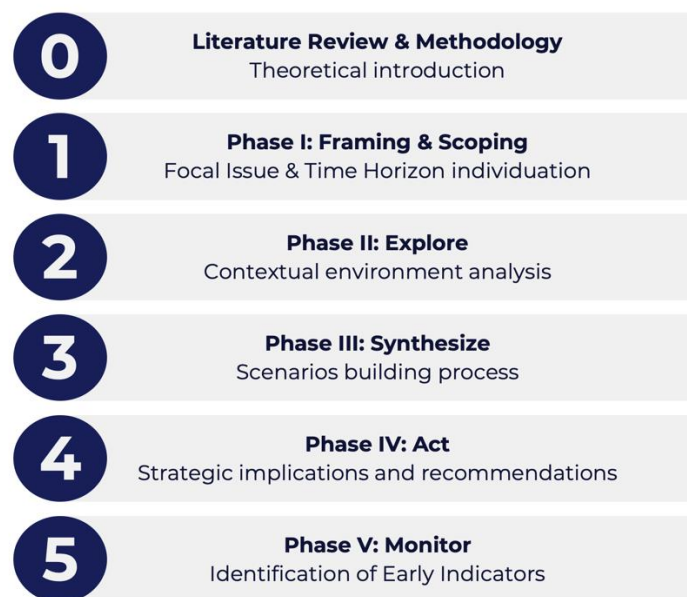 0
Literature Review & Methodology
Theoretical introduction
1
Phase I: Framing & Scoping
Focal Issue & Time Horizon individuation
2
Phase II: Explore
Contextual environment analysis
3
Phase III: Synthesize
Scenarios building process
4
Phase IV: Act
Strategic implications and recommendations
5
Phase V: Monitor
Identification of Early Indicators